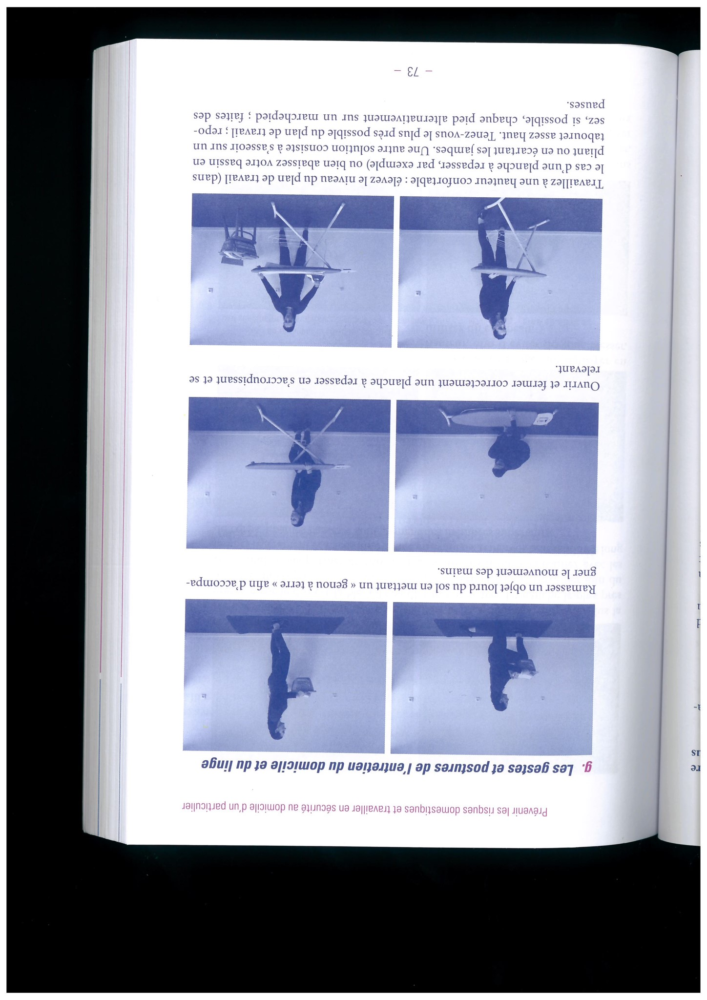 Prévenir les risques domestiques et travailler en sécurité au domicile d'un particulier
g. Les gestes et postures de l'entretien du domicile et du linge
Ramasser un objet lourd du sol en mettant un « genou à terre » afin d'accompa-
gner le mouvement des mains.
Ouvrir et fermer correctement une planche à repasser en s'accroupissant et se
relevant.
Travaillez à une hauteur confortable : élevez le niveau du plan de travail (dans
le cas d'une planche à repasser, par exemple) ou bien abaissez votre bassin en
pliant ou en écartant les jambes. Une autre solution consiste à s'asseoir sur un
tabouret assez haut. Tenez-vous le plus près possible du plan de travail ; repo-
sez, si possible, chaque pied alternativement sur un marchepied ; faites des
pauses.
– 73 –